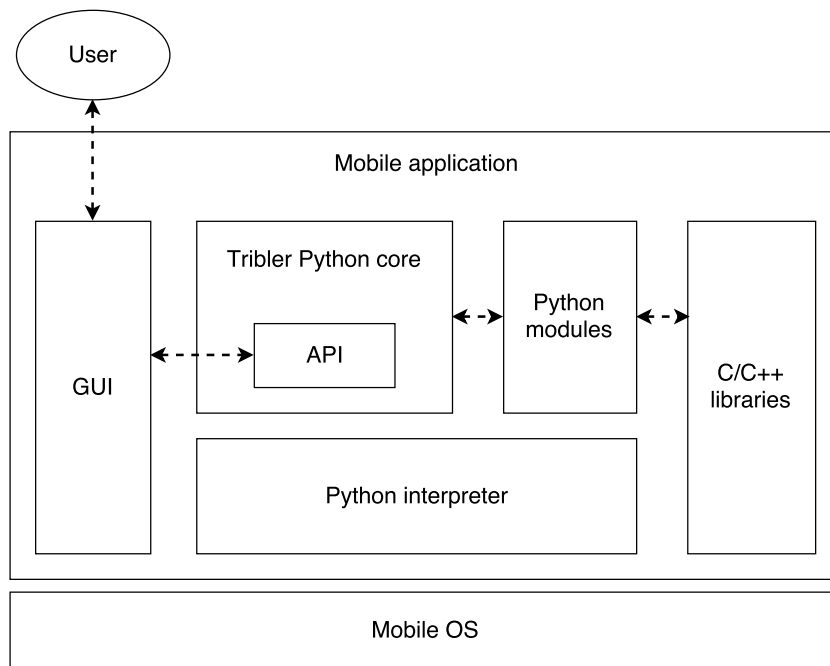 User
Mobile application
Tribler Python core
Python
modules
API
GUI
C/C++
libraries
Python interpreter
Mobile OS